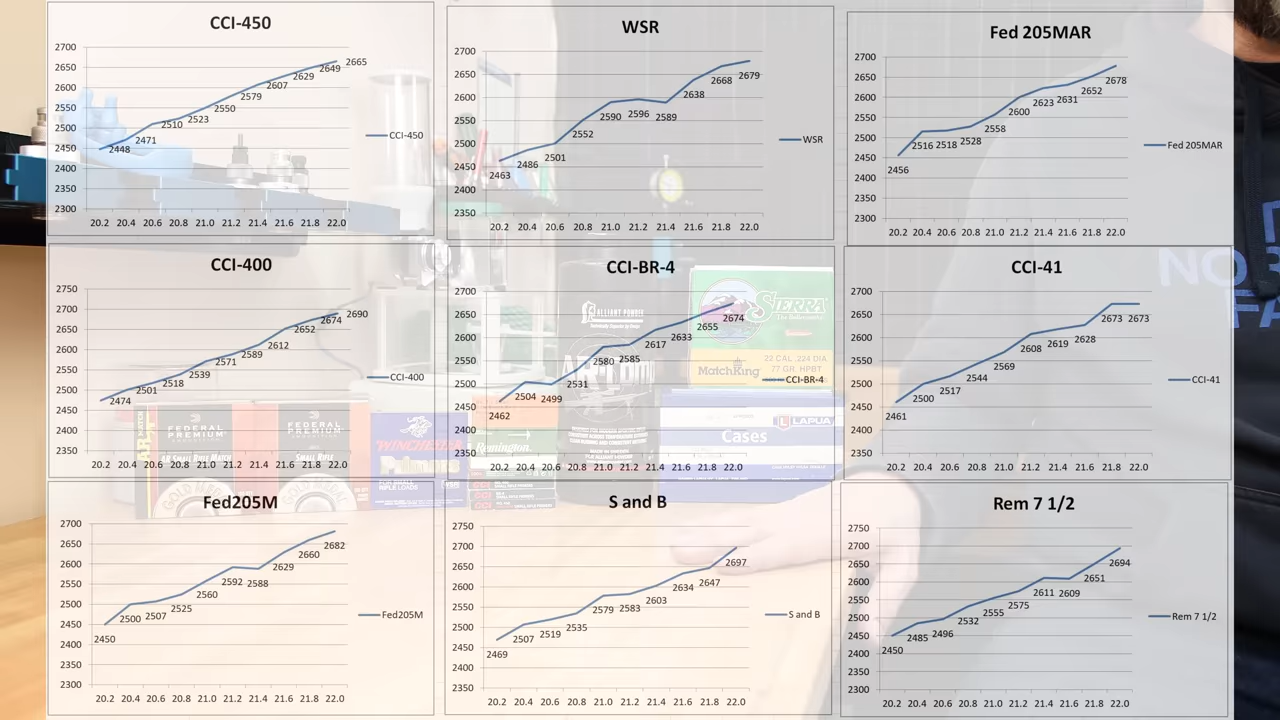 CCI-450
2700
2650
2600
2550
2500
2450
2400
2350
2300
2448 2471 2510 2523 2550 2579 2607 2629 2649 2665
20.2 20.4 20.6 20.8 21.0 21.2 21.4 21.6 21.8 22.0
CCI-450
WSR
2700
2650
2600
2550
2500
2450
2400
2350
2463 2486 2501 2552 2590 2596 2589 2638 2668 2679
20.2 20.4 20.6 20.8 21.0 21.2 21.4 21.6 21.8 22.0
WSR
Fed 205MAR
2700
2650
2600
2550
2500
2450
2400
2350
2300
2456 2516 2518 2528 2558 2600 2623 2631 2652 2678
20.2 20.4 20.6 20.8 21.0 21.2 21.4 21.6 21.8 22.0
Fed 205MAR
CCI-400
2750
2700
2650
2600
2550
2500
2450
2400
2350
2474 2501 2518 2539 2571 2589 2612 2652 2674 2690
20.2 20.4 20.6 20.8 21.0 21.2 21.4 21.6 21.8 22.0
CCI-400
CCI-BR-4
2700
2650
2600
2550
2500
2450
2400
2350
2462 2504 2499 2531 2580 2585 2617 2633 2655 2674
20.2 20.4 20.6 20.8 21.0 21.2 21.4 21.6 21.8 22.0
CCI-BR-4
CCI-41
2700
2650
2600
2550
2500
2450
2400
2350
2461 2500 2517 2544 2569 2608 2619 2628 2673 2673
20.2 20.4 20.6 20.8 21.0 21.2 21.4 21.6 21.8 22.0
CCI-41
Fed205M
2700
2650
2600
2550
2500
2450
2400
2350
2300
2450 2500 2507 2525 2560 2592 2588 2629 2660 2682
20.2 20.4 20.6 20.8 21.0 21.2 21.4 21.6 21.8 22.0
Fed205M
S and B
2750
2700
2650
2600
2550
2500
2450
2400
2350
2469 2507 2519 2535 2579 2583 2603 2634 2647 2697
20.2 20.4 20.6 20.8 21.0 21.2 21.4 21.6 21.8 22.0
S and B
Rem 7 1/2
2750
2700
2650
2600
2550
2500
2450
2400
2350
2300
2450 2485 2496 2532 2555 2575 2611 2609 2651 2694
20.2 20.4 20.6 20.8 21.0 21.2 21.4 21.6 21.8 22.0
Rem 7 1/2
ALLIANT POWDER
SIERRA
The Bulletsmiths
MatchKing
22 CAL .224 DIA
77 GR HPBT
LAPUA
Cases
FEDERAL
PREMIUM
FEDERAL
PREMIUM
WINCHESTER
Remington
NO